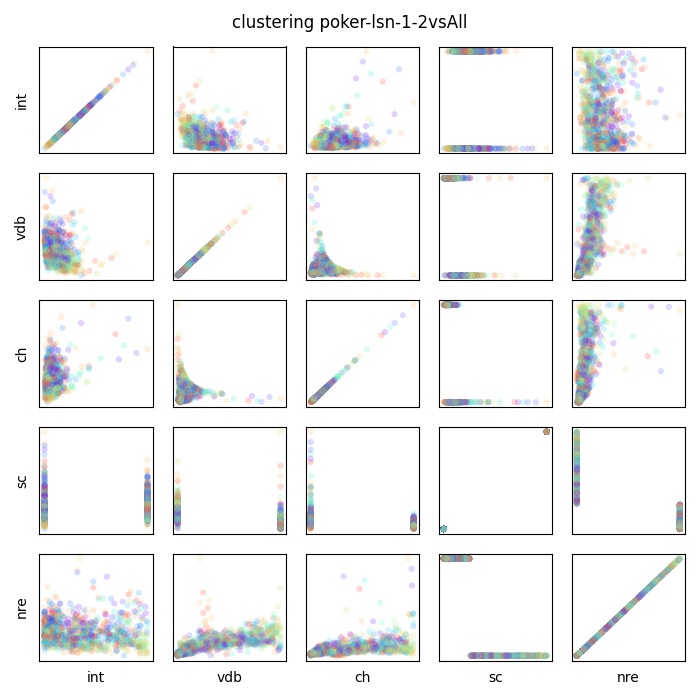 clustering poker-lsn-1-2vsAll
int
vdb
ch
sc
nre
int
vdb
ch
sc
nre